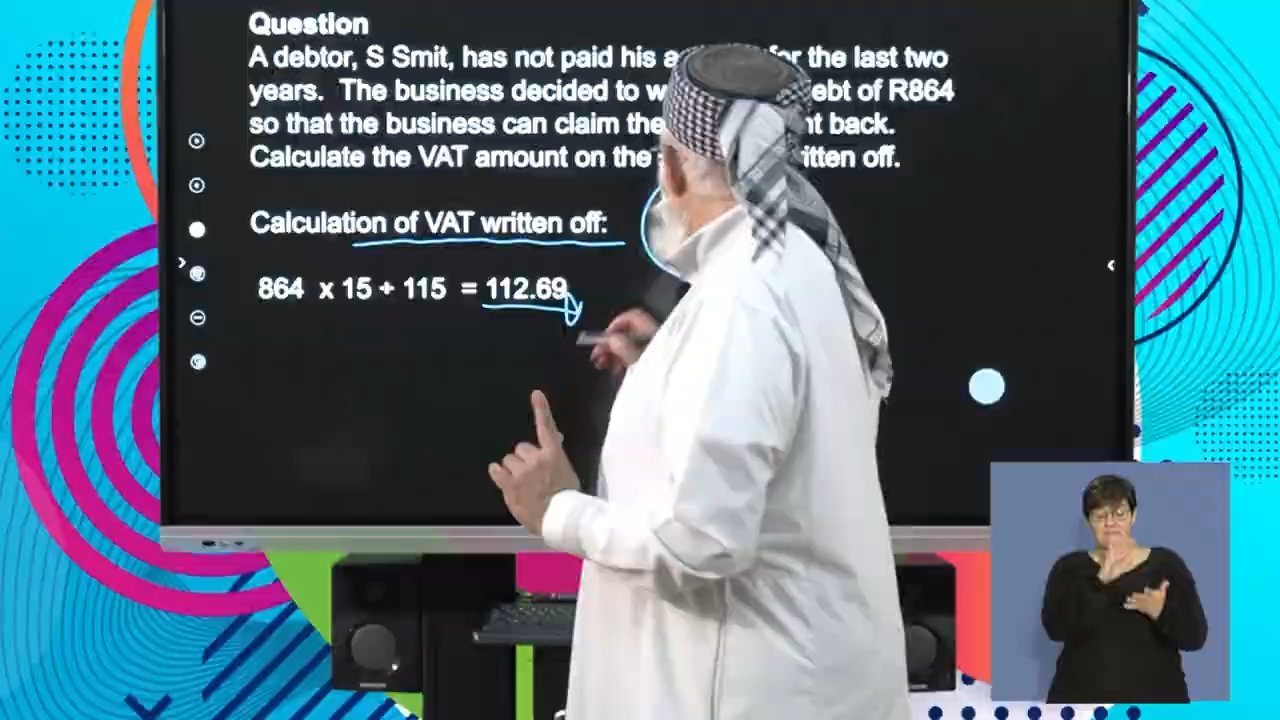 Question
A debtor, S Smit, has not paid his a for the last two
years. The business decided to w ebt of R864
so that the business can claim the nt back.
Calculate the VAT amount on the itten off.
Calculation of VAT written off:
864 x 15 ÷ 115 = 112.69